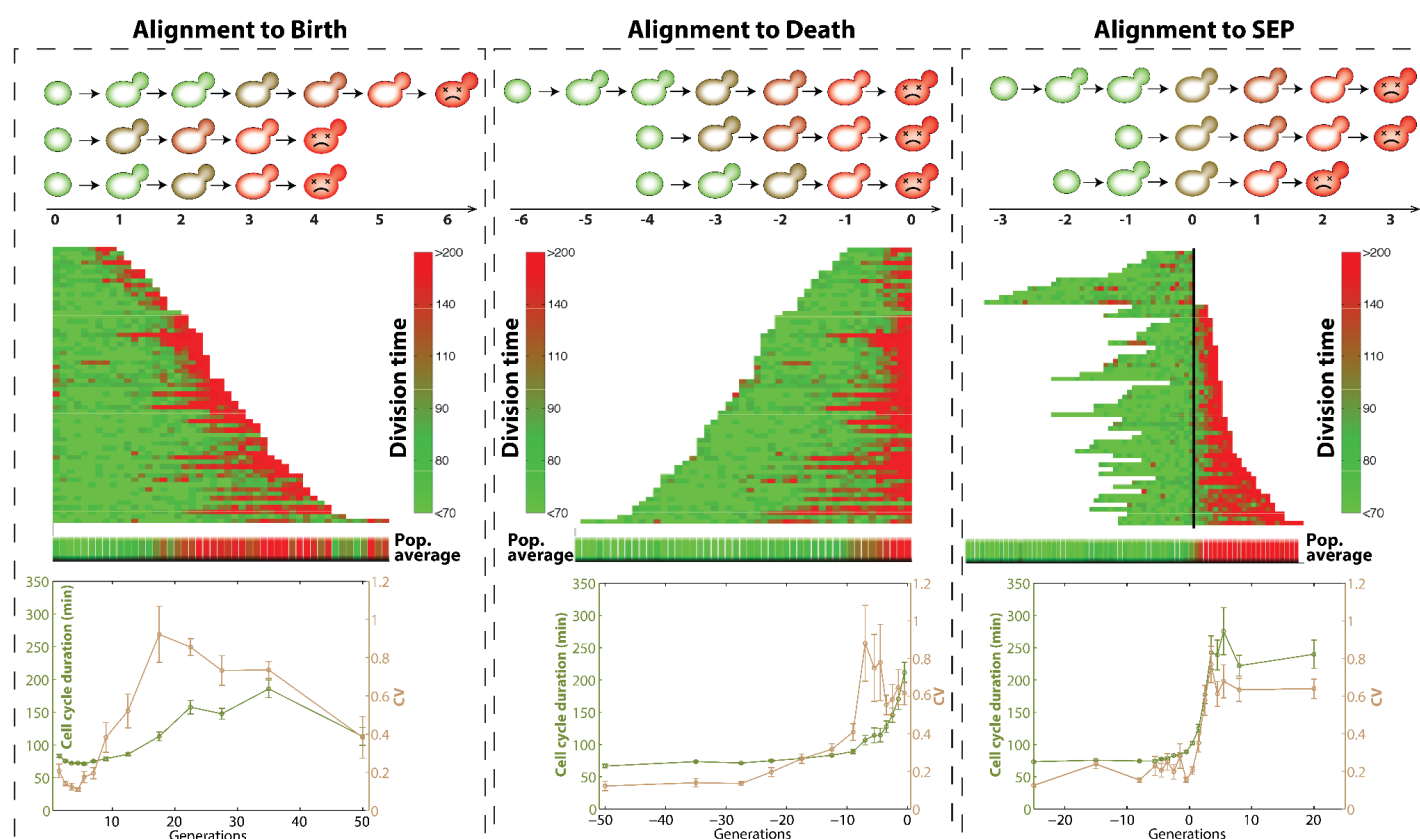 Alignment to Birth
0 1 2 3 4 5 6
>200
140
110
90
80
<70
Division time
Pop.
average
350
300
250
200
150
100
50
0
Cell cycle duration (min)
1.2
1
0.8
0.6
0.4
0.2
0
CV
0 10 20 30 40 50
Generations
Alignment to Death
-6 -5 -4 -3 -2 -1 0
Division time
>200
140
110
90
80
<70
Pop.
average
350
300
250
200
150
100
50
0
Cell cycle duration (min)
1.2
1
0.8
0.6
0.4
0.2
0
CV
−50 −40 −30 −20 −10 0
Generations
Alignment to SEP
-3 -2 -1 0 1 2 3
Division time
>200
140
110
90
80
<70
Pop.
average
350
300
250
200
150
100
50
0
Cell cycle duration (min)
1.2
1
0.8
0.6
0.4
0.2
0
CV
−20 −10 0 10 20
Generations